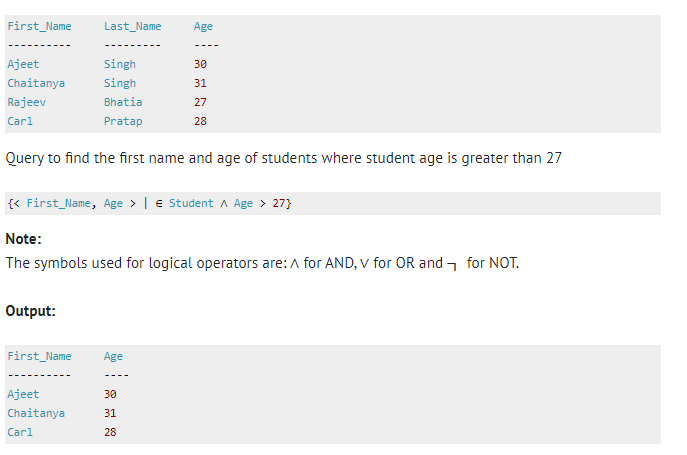 First_Name Last_Name Age
---------- --------- ----
Ajeet Singh 30
Chaitanya Singh 31
Rajeev Bhatia 27
Carl Pratap 28
Query to find the first name and age of students where student age is greater than 27
{< First_Name, Age > | ∈ Student ∧ Age > 27}
Note:
The symbols used for logical operators are: ∧ for AND, ∨ for OR and ┓ for NOT.
Output:
First_Name Age
---------- ----
Ajeet 30
Chaitanya 31
Carl 28